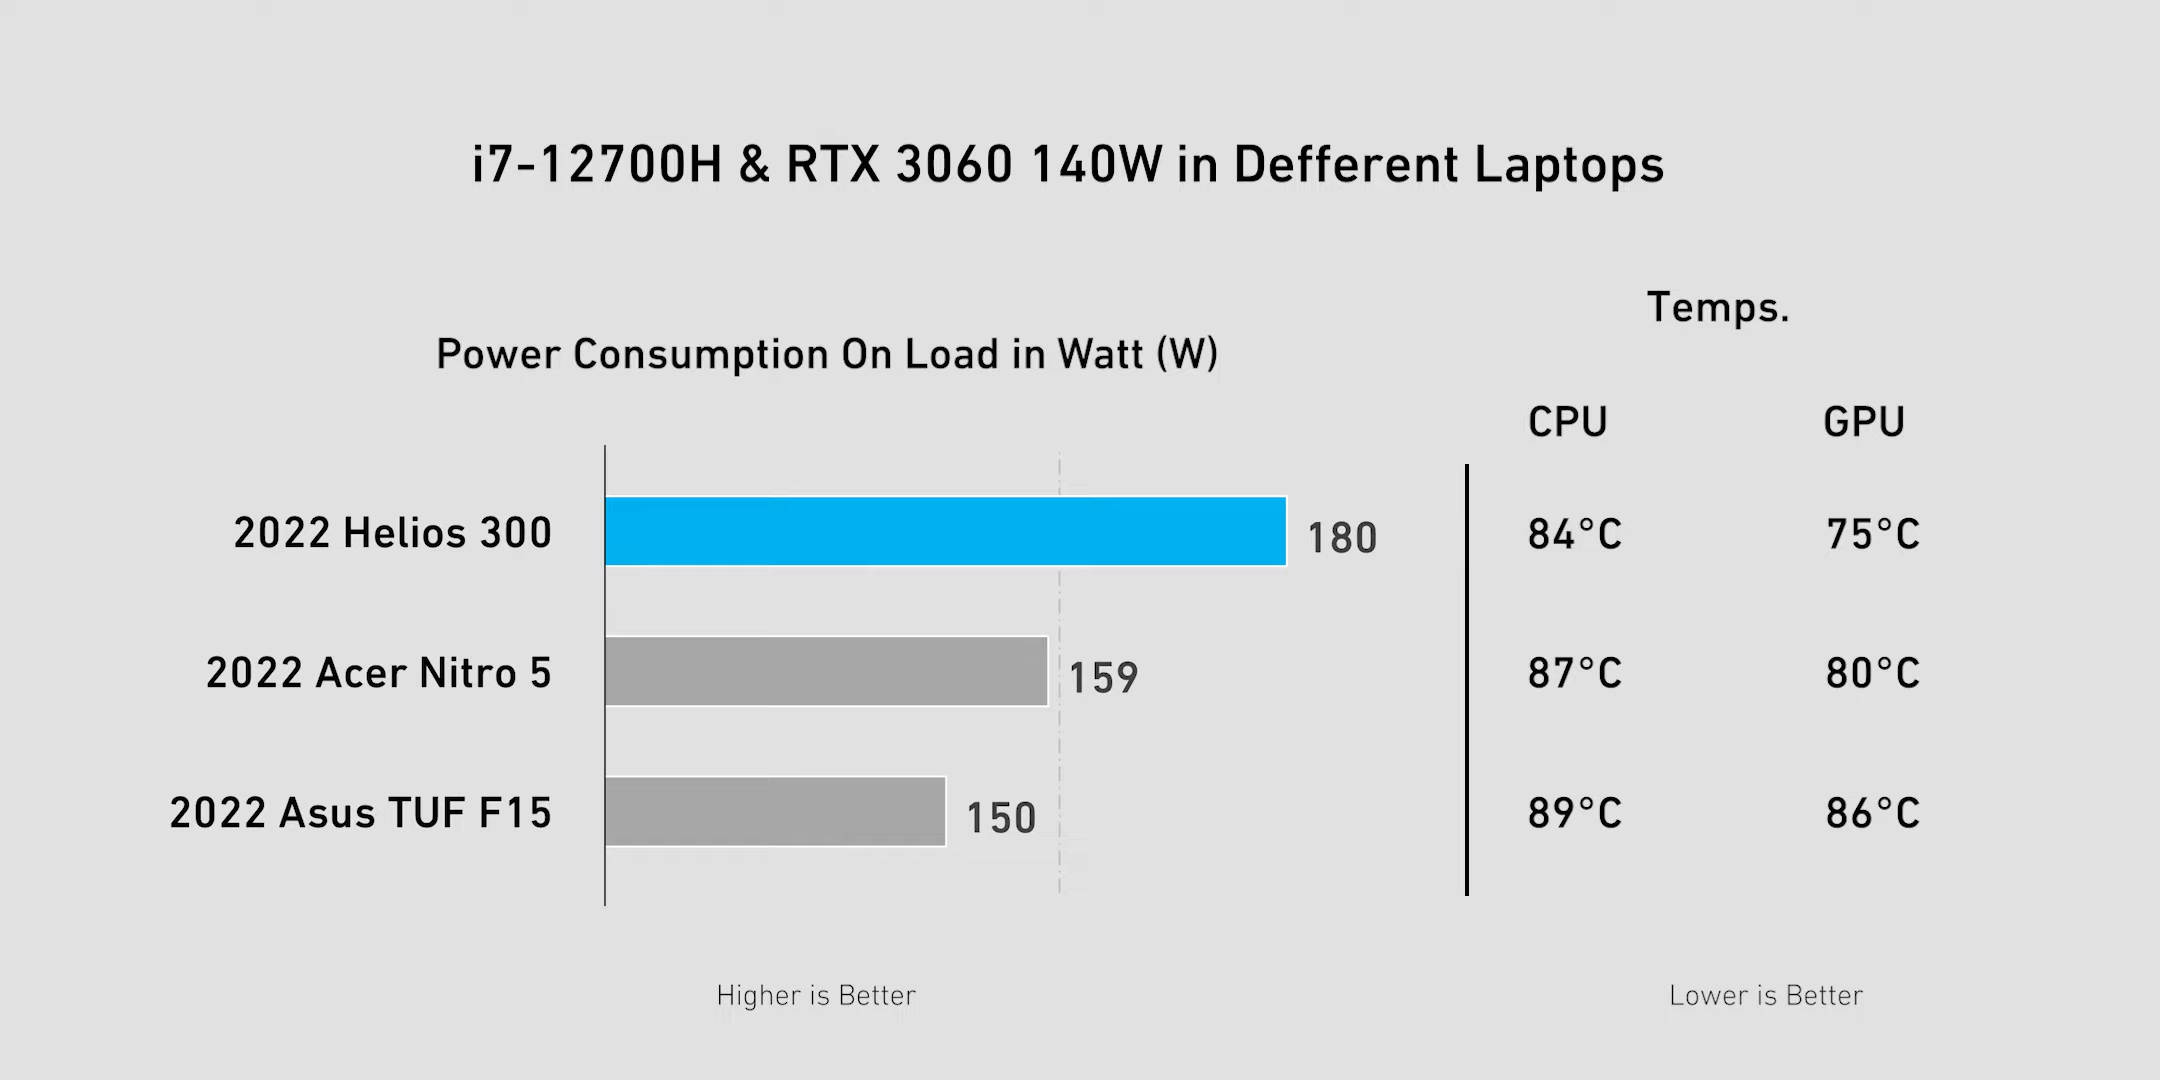 i7-12700H & RTX 3060 140W in Defferent Laptops
Temps.
Power Consumption On Load in Watt (W)
CPU GPU
2022 Helios 300 180 84°C 75°C
2022 Acer Nitro 5 159 87°C 80°C
2022 Asus TUF F15 150 89°C 86°C
Higher is Better Lower is Better